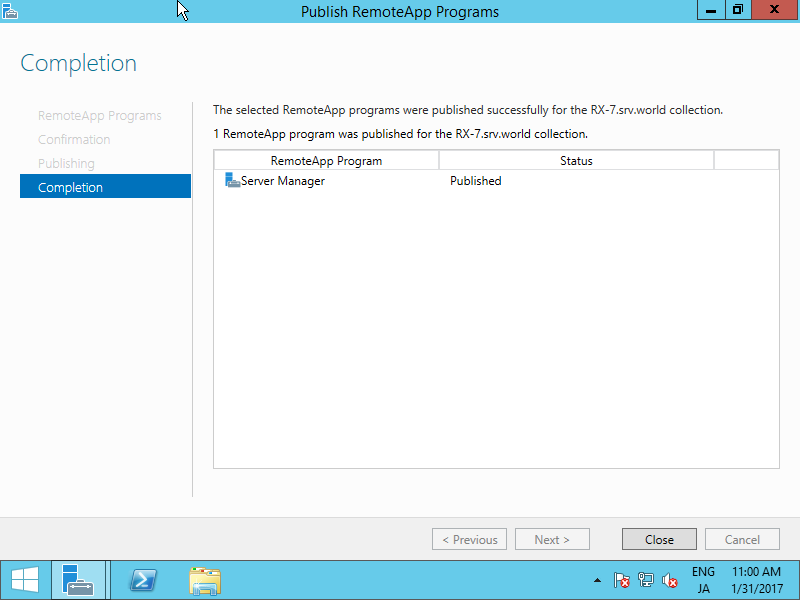 Publish RemoteApp Programs
Completion
RemoteApp Programs
Confirmation
Publishing
Completion
The selected RemoteApp programs were published successfully for the RX-7.srv.world collection.
1 RemoteApp program was published for the RX-7.srv.world collection.
RemoteApp Program Status
Server Manager Published
< Previous Next > Close Cancel
ENG 11:00 AM
JA 1/31/2017